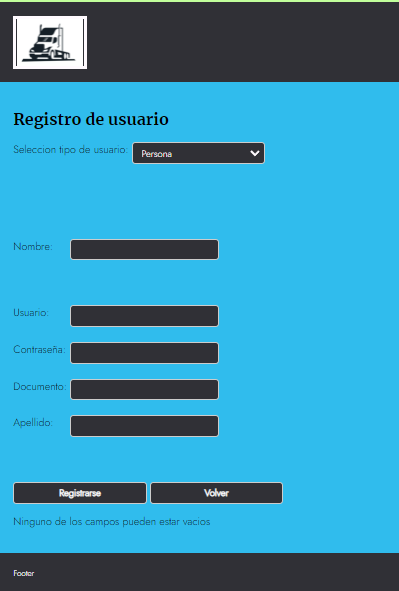 Registro de usuario
Seleccion tipo de usuario: Persona
Nombre:
Usuario:
Contraseña:
Documento:
Apellido:
Registrarse Volver
Ninguno de los campos pueden estar vacios
Footer